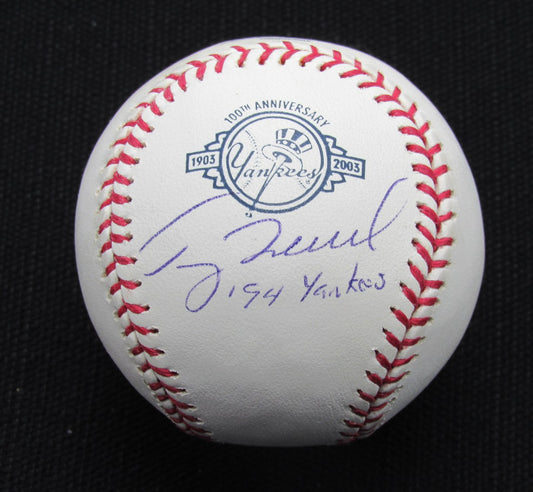 100TH ANNIVERSARY
1903 Yankees 2003
'94 Yankees